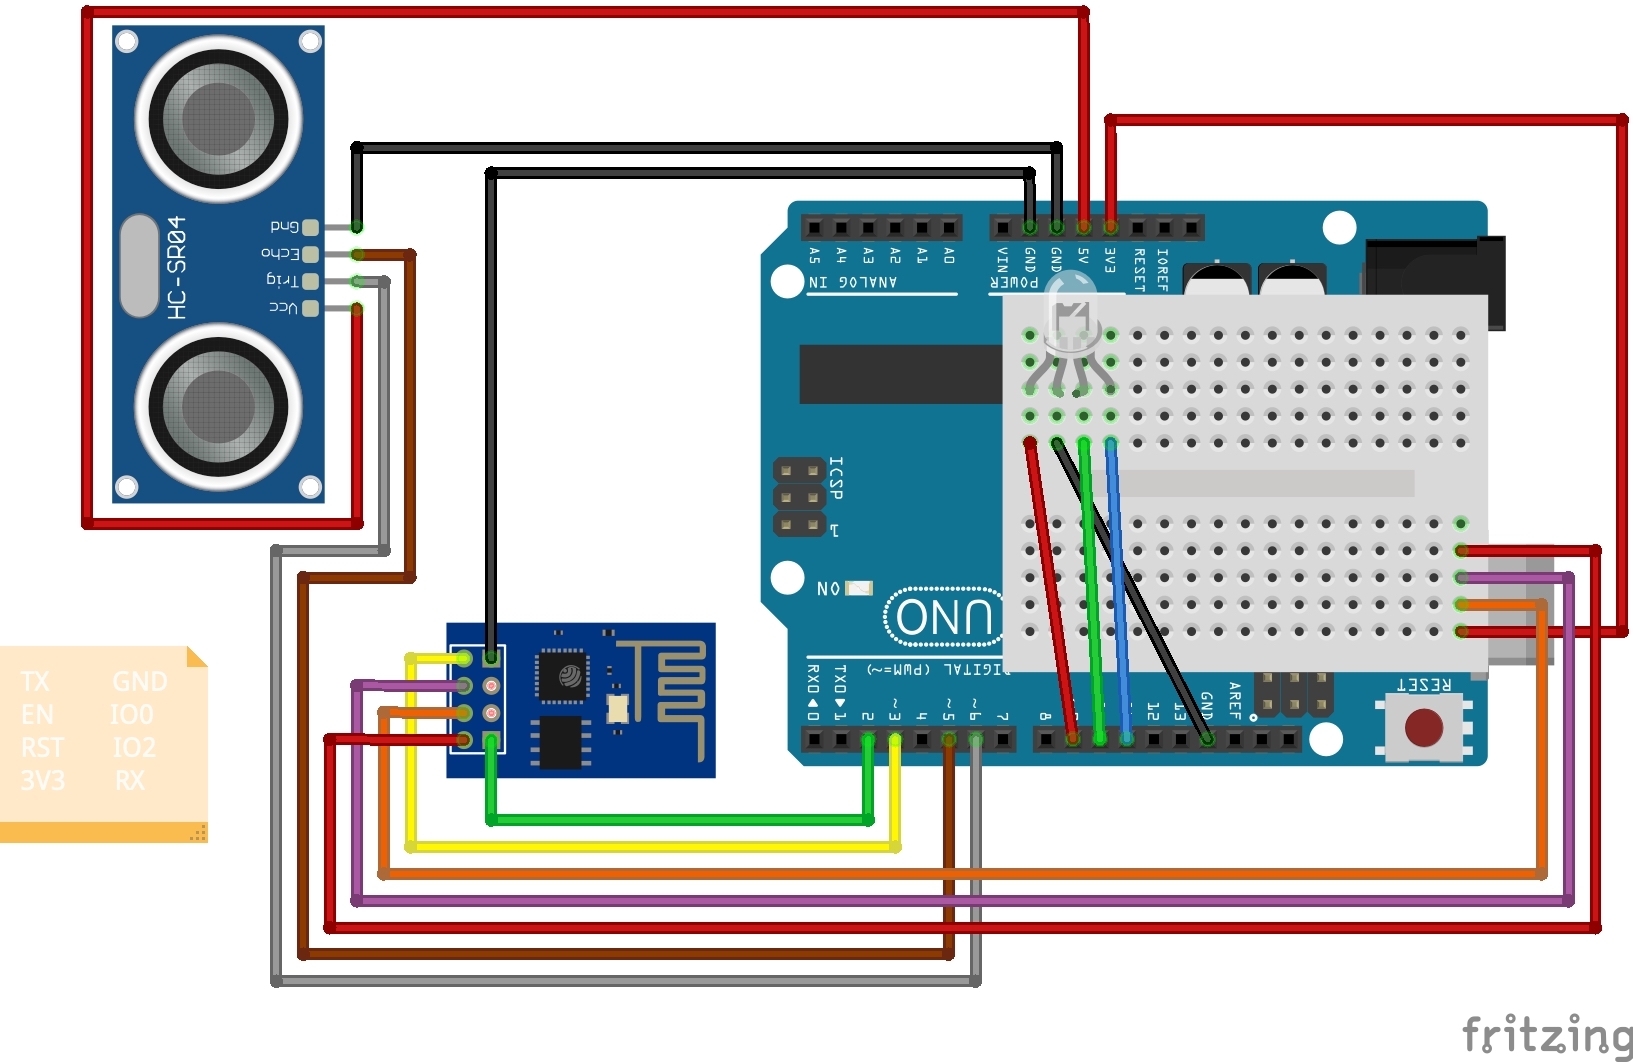 HC-SR04
Gnd
Echo
Trig
Vcc
A5
A4
A3
A2
A1
A0
ANALOG IN
VIN
GND
GND
5V
3V3
RESET
IOREF
POWER
ICSP
1
ON
UNO
DIGITAL (PWM=~)
RX0
TX0
0
1
2
~3
4
~5
~6
7
8
12
13
GND
AREF
RESET
TX GND
EN IO0
RST IO2
3V3 RX
fritzing